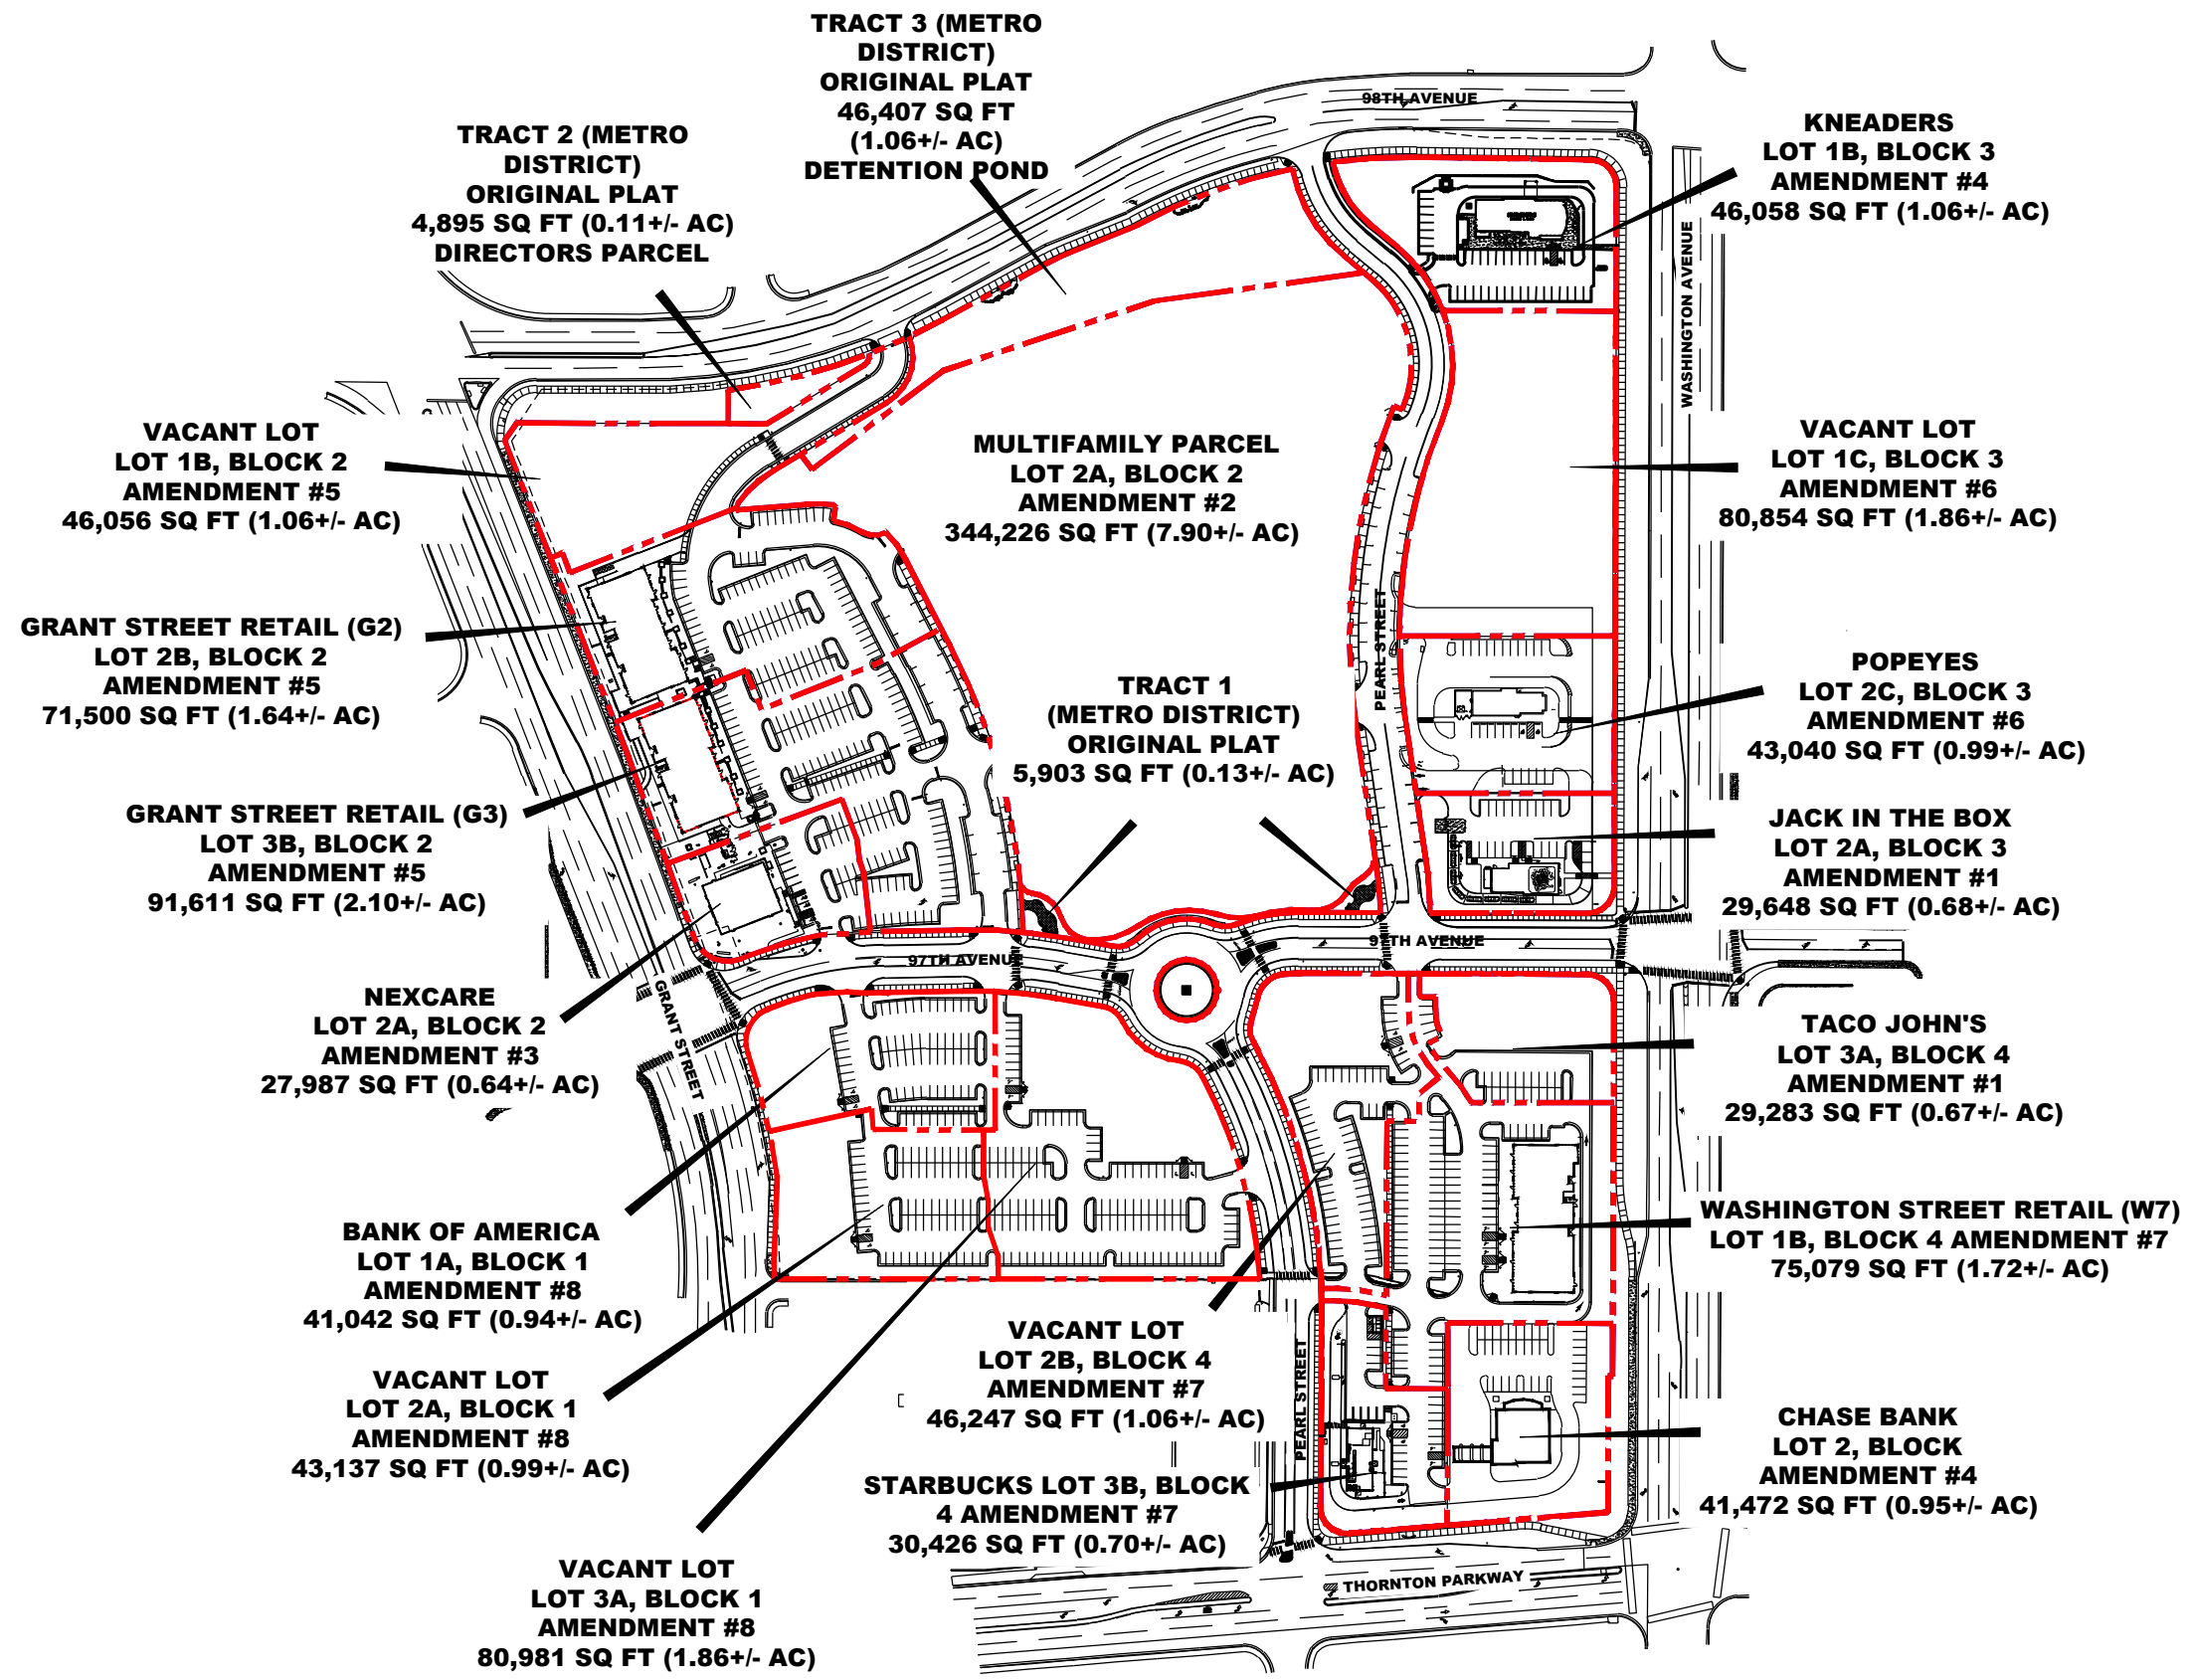 TRACT 3 (METRO
DISTRICT)
ORIGINAL PLAT
46,407 SQ FT
(1.06+/- AC)
DETENTION POND
98TH AVENUE
TRACT 2 (METRO
DISTRICT)
ORIGINAL PLAT
4,895 SQ FT (0.11+/- AC)
DIRECTORS PARCEL
KNEADERS
LOT 1B, BLOCK 3
AMENDMENT #4
46,058 SQ FT (1.06+/- AC)
WASHINGTON AVENUE
VACANT LOT
LOT 1B, BLOCK 2
AMENDMENT #5
46,056 SQ FT (1.06+/- AC)
MULTIFAMILY PARCEL
LOT 2A, BLOCK 2
AMENDMENT #2
344,226 SQ FT (7.90+/- AC)
VACANT LOT
LOT 1C, BLOCK 3
AMENDMENT #6
80,854 SQ FT (1.86+/- AC)
GRANT STREET RETAIL (G2)
LOT 2B, BLOCK 2
AMENDMENT #5
71,500 SQ FT (1.64+/- AC)
PEARL STREET
TRACT 1
(METRO DISTRICT)
ORIGINAL PLAT
5,903 SQ FT (0.13+/- AC)
POPEYES
LOT 2C, BLOCK 3
AMENDMENT #6
43,040 SQ FT (0.99+/- AC)
GRANT STREET RETAIL (G3)
LOT 3B, BLOCK 2
AMENDMENT #5
91,611 SQ FT (2.10+/- AC)
JACK IN THE BOX
LOT 2A, BLOCK 3
AMENDMENT #1
29,648 SQ FT (0.68+/- AC)
97TH AVENUE
97TH AVENUE
GRANT STREET
NEXCARE
LOT 2A, BLOCK 2
AMENDMENT #3
27,987 SQ FT (0.64+/- AC)
TACO JOHN'S
LOT 3A, BLOCK 4
AMENDMENT #1
29,283 SQ FT (0.67+/- AC)
BANK OF AMERICA
LOT 1A, BLOCK 1
AMENDMENT #8
41,042 SQ FT (0.94+/- AC)
WASHINGTON STREET RETAIL (W7)
LOT 1B, BLOCK 4 AMENDMENT #7
75,079 SQ FT (1.72+/- AC)
VACANT LOT
LOT 2A, BLOCK 1
AMENDMENT #8
43,137 SQ FT (0.99+/- AC)
VACANT LOT
LOT 2B, BLOCK 4
AMENDMENT #7
46,247 SQ FT (1.06+/- AC)
PEARL STREET
CHASE BANK
LOT 2, BLOCK
AMENDMENT #4
41,472 SQ FT (0.95+/- AC)
STARBUCKS LOT 3B, BLOCK
4 AMENDMENT #7
30,426 SQ FT (0.70+/- AC)
VACANT LOT
LOT 3A, BLOCK 1
AMENDMENT #8
80,981 SQ FT (1.86+/- AC)
THORNTON PARKWAY